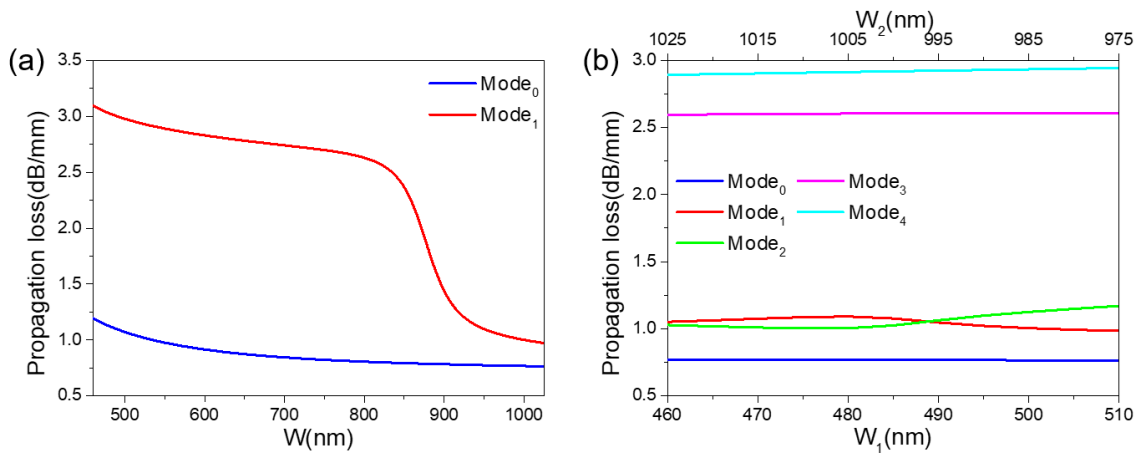 (a)
Propagation loss(dB/mm)
3.5
3.0
2.5
2.0
1.5
1.0
0.5
Mode₀
Mode₁
500 600 700 800 900 1000
W(nm)
(b)
W₂(nm)
1025 1015 1005 995 985 975
Propagation loss(dB/mm)
3.0
2.5
2.0
1.5
1.0
0.5
Mode₀ Mode₃
Mode₁ Mode₄
Mode₂
460 470 480 490 500 510
W₁(nm)